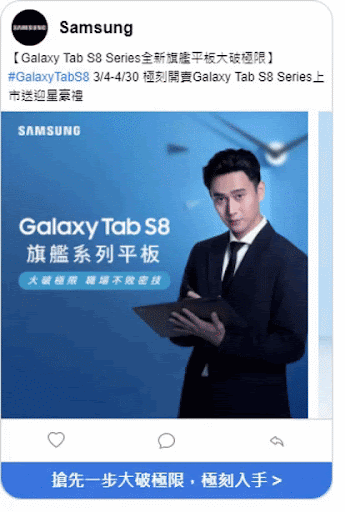 SAMSUNG
Samsung
【Galaxy Tab S8 Series全新旗艦平板大破極限】
#GalaxyTabS8 3/4-4/30 極刻開賣Galaxy Tab S8 Series上
市送迎星豪禮
SAMSUNG
Galaxy Tab S8
旗艦系列平板
大破極限 職場不敗密技
搶先一步大破極限，極刻入手 >